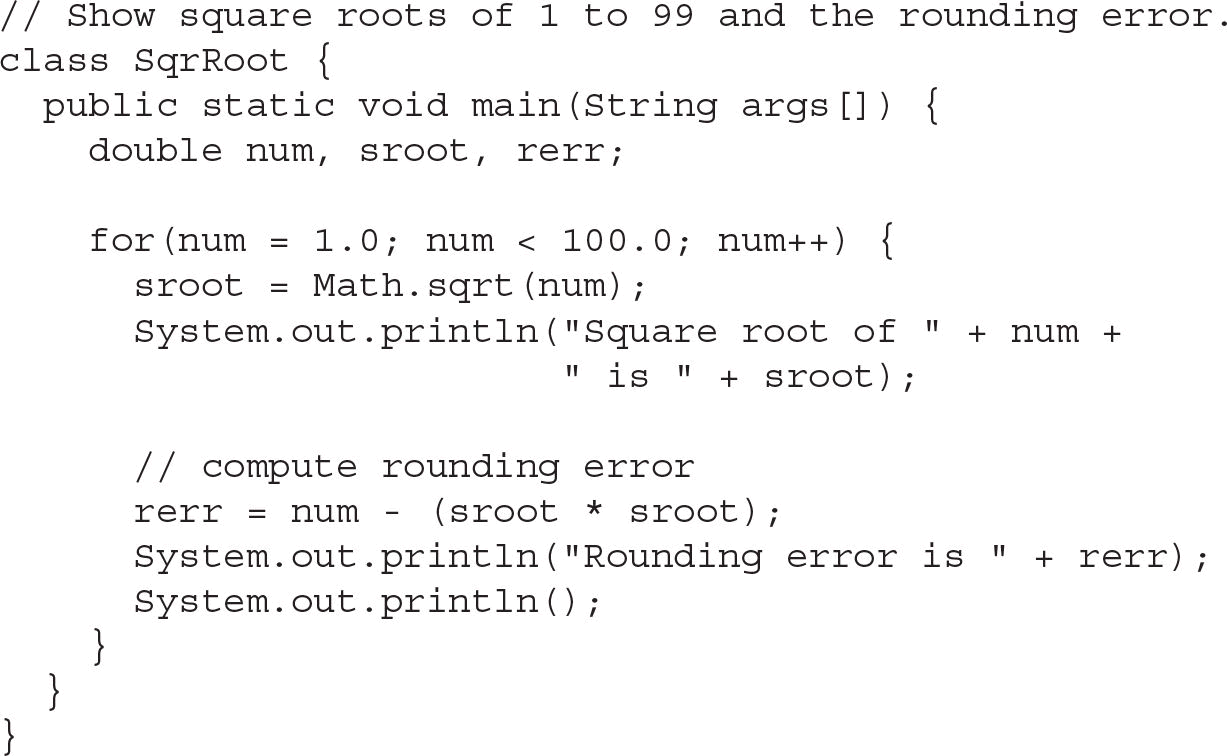 // Show square roots of 1 to 99 and the rounding error.
class SqrRoot {
  public static void main(String args[]) {
    double num, sroot, rerr;

    for(num = 1.0; num < 100.0; num++) {
      sroot = Math.sqrt(num);
      System.out.println("Square root of " + num +
                         " is " + sroot);

      // compute rounding error
      rerr = num - (sroot * sroot);
      System.out.println("Rounding error is " + rerr);
      System.out.println();
    }
  }
}